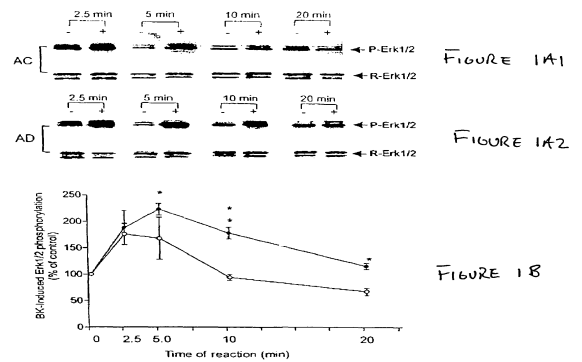 2.5 min 5 min 10 min 20 min
- + - + - + - +
AC P-Erk1/2 FIGURE 1A1
R-Erk1/2
2.5 min 5 min 10 min 20 min
- + - + - + - +
AD P-Erk1/2 FIGURE 1A2
R-Erk1/2
BK-Induced Erk1/2 phosphorylation
(% of control)
250
200
150
100
50
0
* * * *
FIGURE 1B
0 2.5 5.0 10 20
Time of reaction (min)